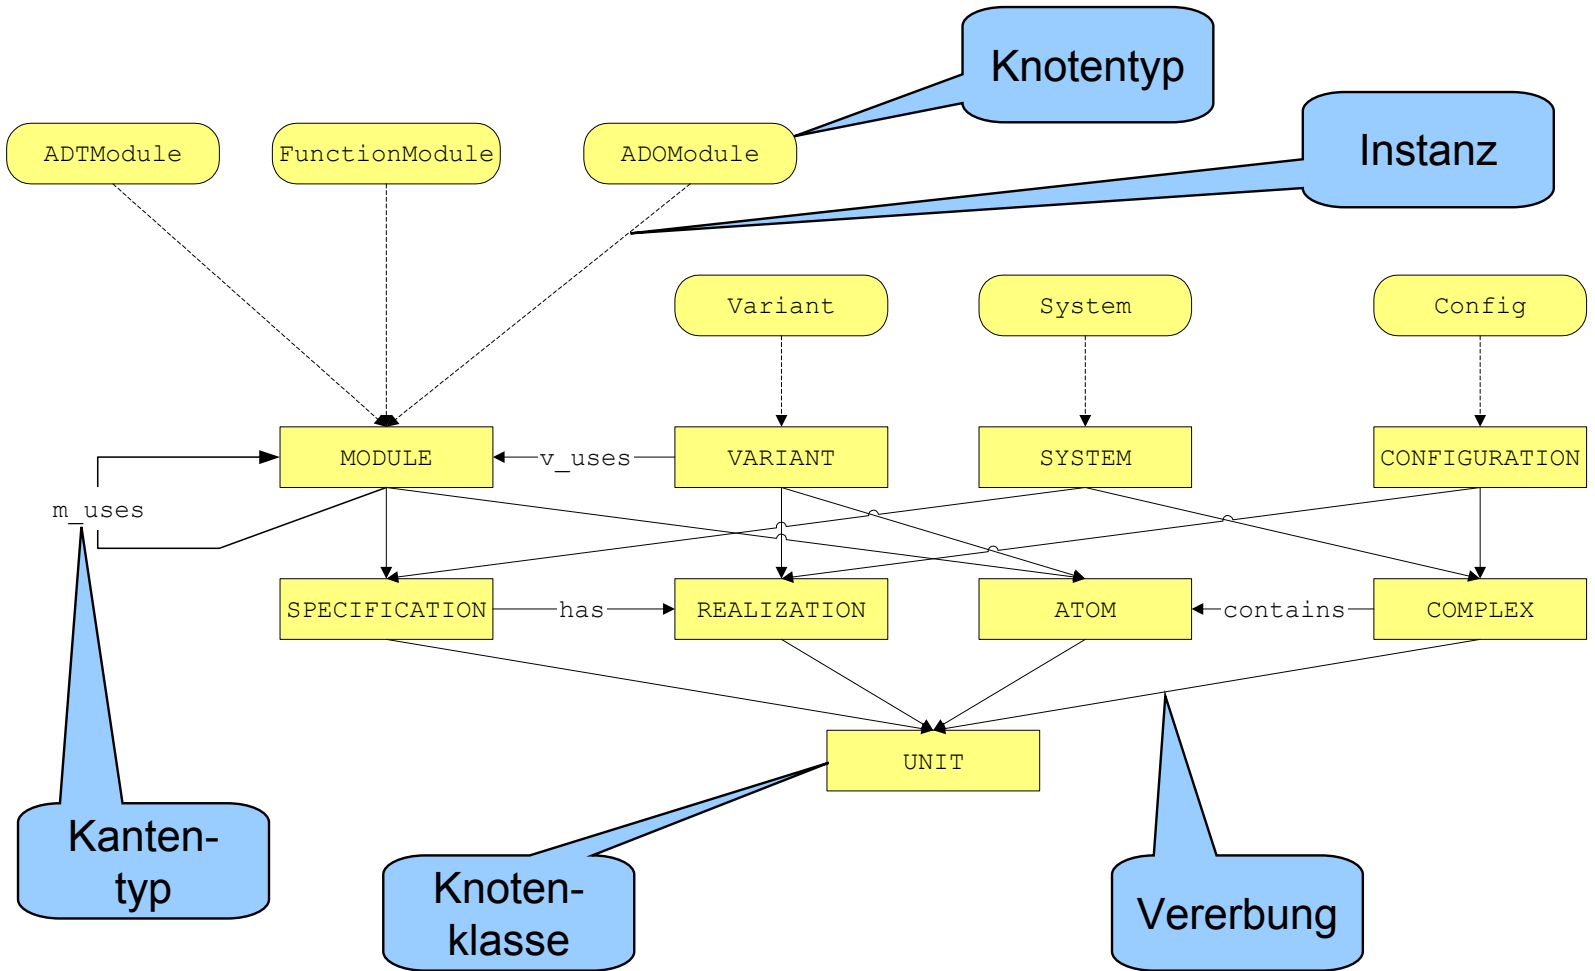 Knotentyp
Instanz
ADTModule
FunctionModule
ADOModule
Variant
System
Config
MODULE
v_uses
VARIANT
SYSTEM
CONFIGURATION
m_uses
SPECIFICATION
has
REALIZATION
ATOM
contains
COMPLEX
UNIT
Kanten-
typ
Knoten-
klasse
Vererbung